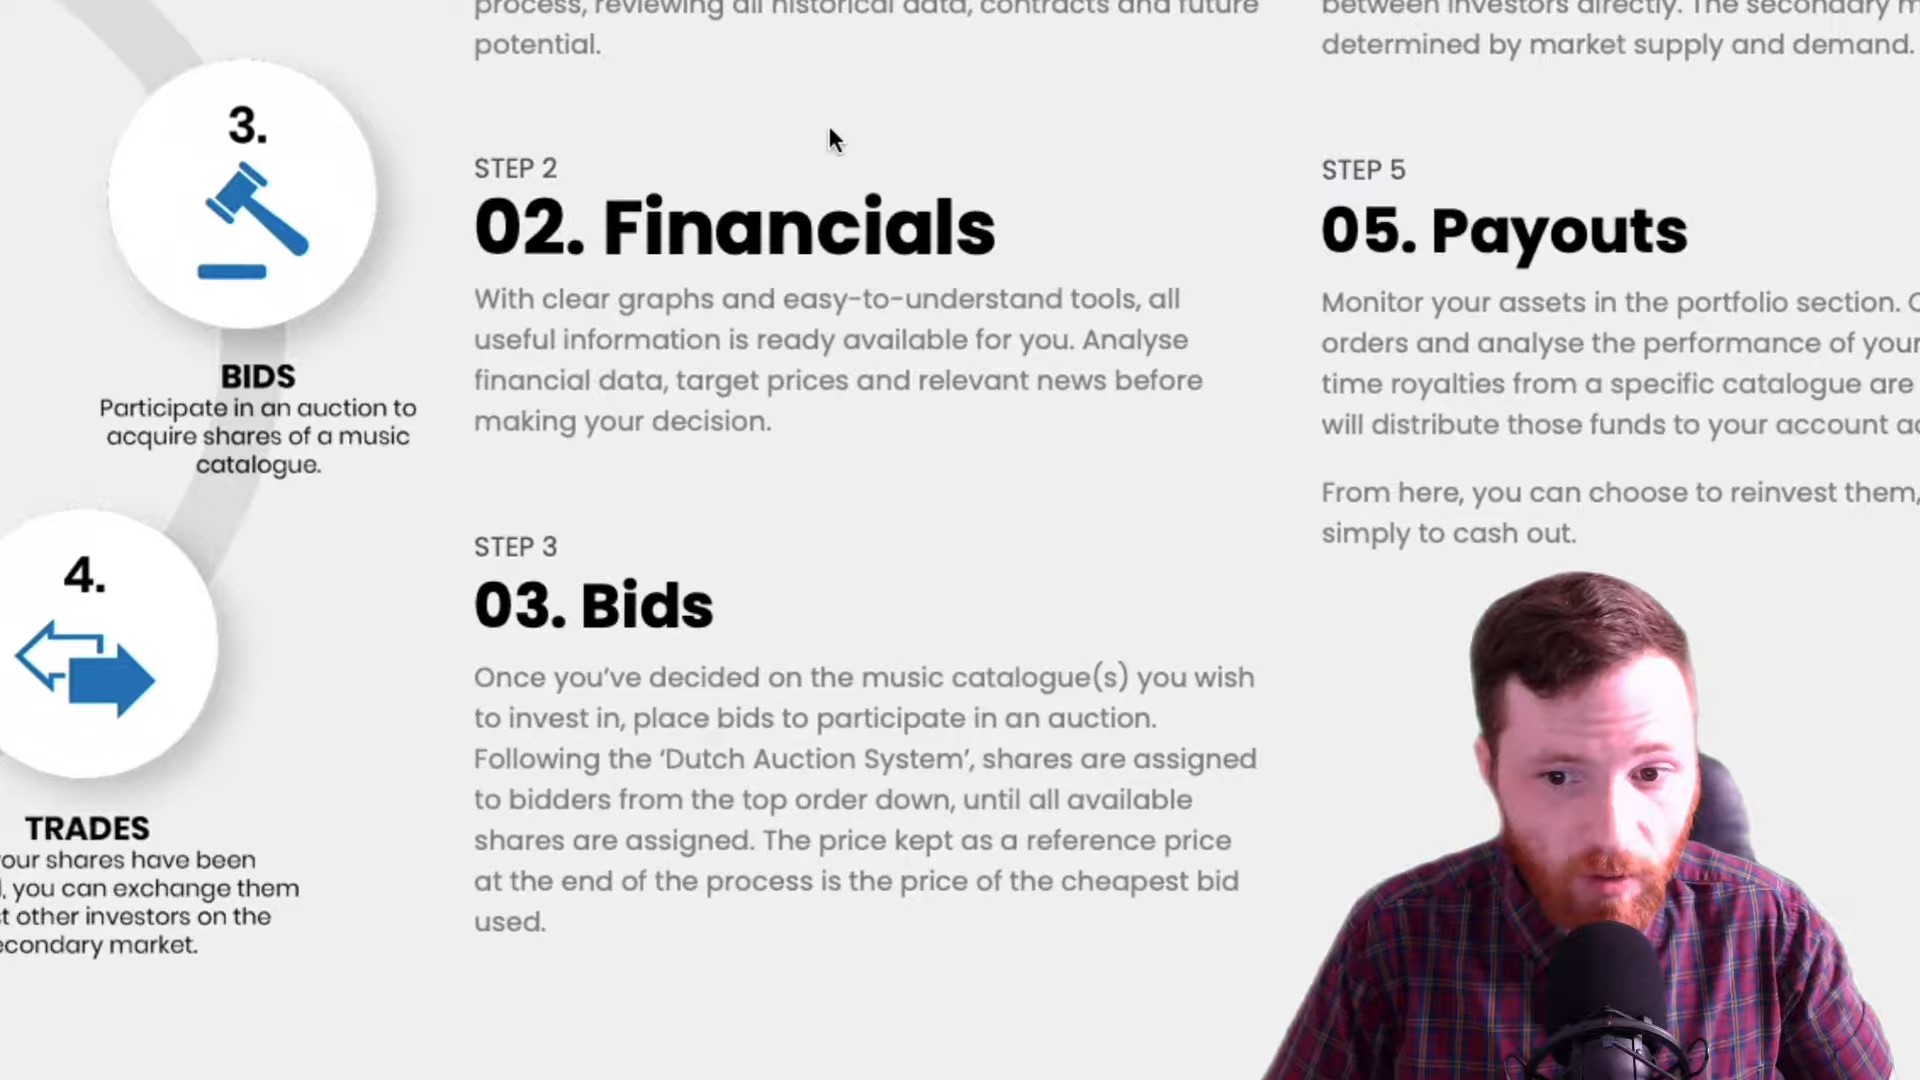 3.
BIDS
Participate in an auction to
acquire shares of a music
catalogue.
4.
TRADES
our shares have been
, you can exchange them
other investors on the
secondary market.
process, reviewing all historical data, contracts and future
potential.
STEP 2
02. Financials
With clear graphs and easy-to-understand tools, all
useful information is ready available for you. Analyse
financial data, target prices and relevant news before
making your decision.
STEP 3
03. Bids
Once you’ve decided on the music catalogue(s) you wish
to invest in, place bids to participate in an auction.
Following the ‘Dutch Auction System’, shares are assigned
to bidders from the top order down, until all available
shares are assigned. The price kept as a reference price
at the end of the process is the price of the cheapest bid
used.
between investors directly. The secondary
determined by market supply and demand.
STEP 5
05. Payouts
Monitor your assets in the portfolio section.
orders and analyse the performance of your
time royalties from a specific catalogue are
will distribute those funds to your account
From here, you can choose to reinvest them,
simply to cash out.